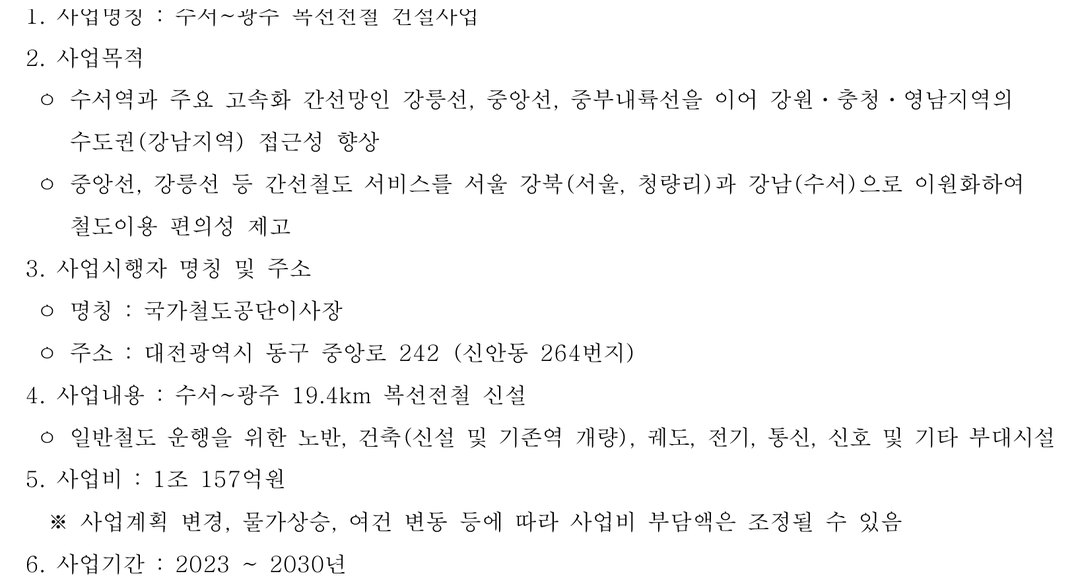 1. 사업명칭 : 수서~광주 복선전철 건설사업
2. 사업목적
○ 수서역과 주요 고속화 간선망인 강릉선, 중앙선, 중부내륙선을 이어 강원·충청·영남지역의
수도권(강남지역) 접근성 향상
○ 중앙선, 강릉선 등 간선철도 서비스를 서울 강북(서울, 청량리)과 강남(수서)으로 이원화하여
철도이용 편의성 제고
3. 사업시행자 명칭 및 주소
○ 명칭 : 국가철도공단이사장
○ 주소 : 대전광역시 동구 중앙로 242 (신안동 264번지)
4. 사업내용 : 수서~광주 19.4km 복선전철 신설
○ 일반철도 운행을 위한 노반, 건축(신설 및 기존역 개량), 궤도, 전기, 통신, 신호 및 기타 부대시설
5. 사업비 : 1조 157억원
※ 사업계획 변경, 물가상승, 여건 변동 등에 따라 사업비 부담액은 조정될 수 있음
6. 사업기간 : 2023 ~ 2030년